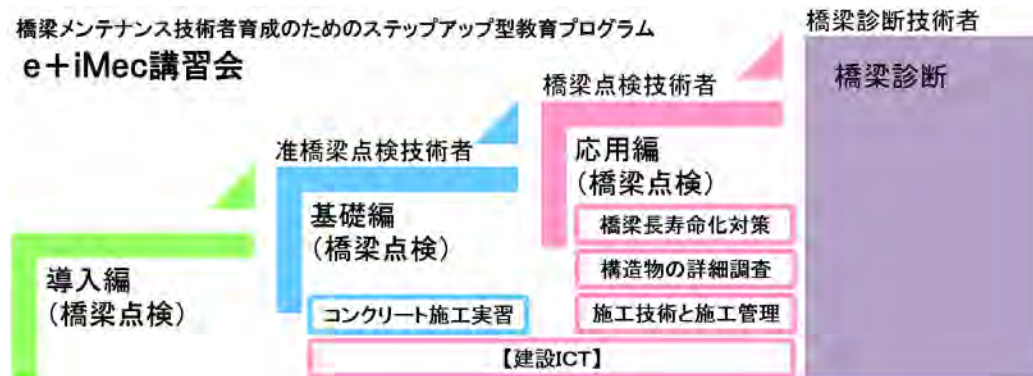 橋梁メンテナンス技術者育成のためのステップアップ型教育プログラム
e+iMec講習会
導入編
(橋梁点検)
准橋梁点検技術者
基礎編
(橋梁点検)
コンクリート施工実習
橋梁点検技術者
応用編
(橋梁点検)
橋梁長寿命化対策
構造物の詳細調査
施工技術と施工管理
【建設ICT】
橋梁診断技術者
橋梁診断